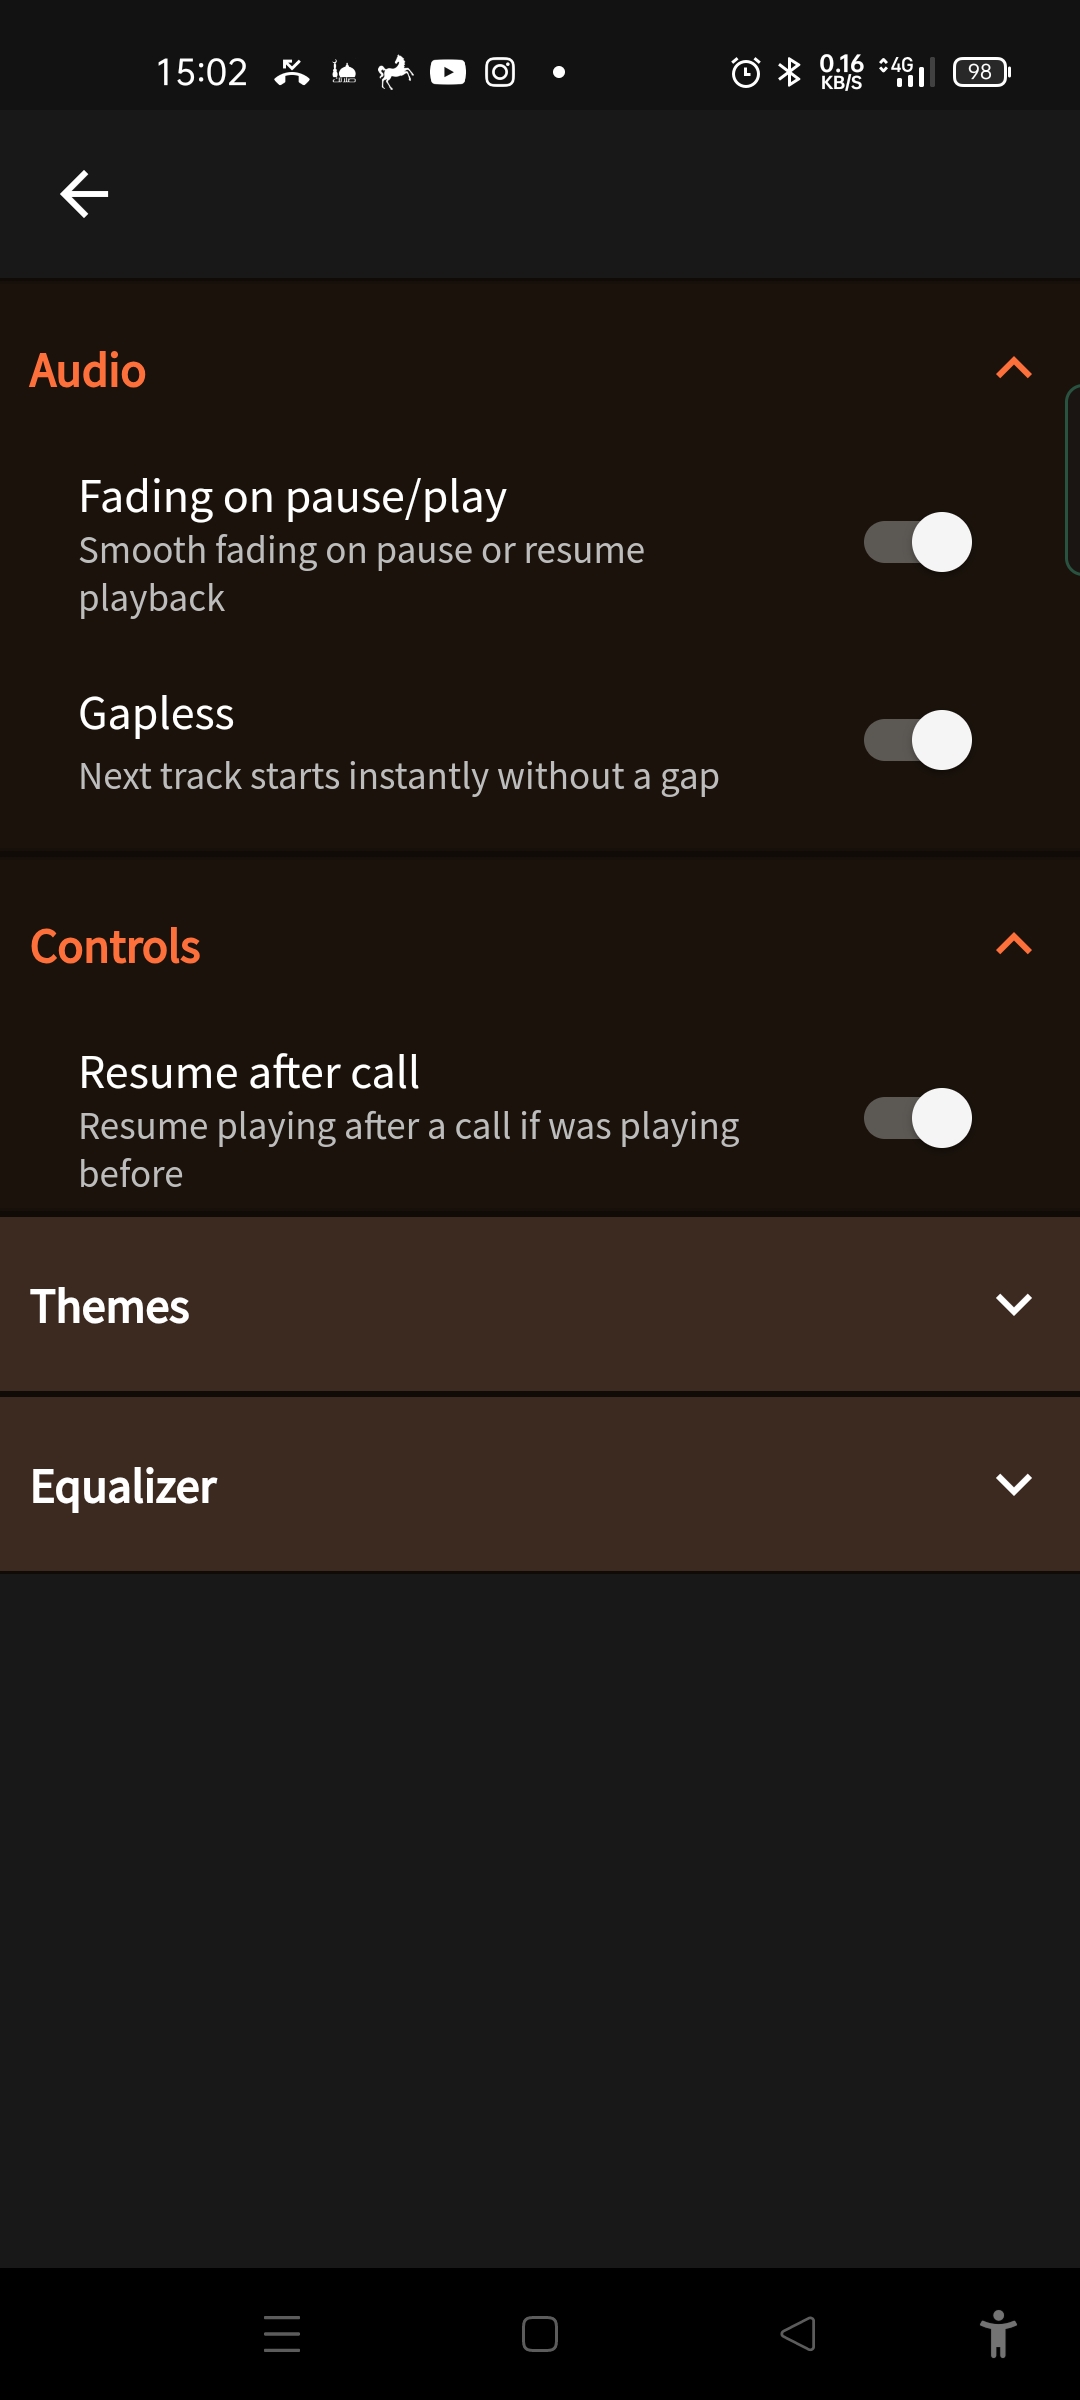 15:02
0.16
KB/S
4G
98
Audio
Fading on pause/play
Smooth fading on pause or resume
playback
Gapless
Next track starts instantly without a gap
Controls
Resume after call
Resume playing after a call if was playing
before
Themes
Equalizer